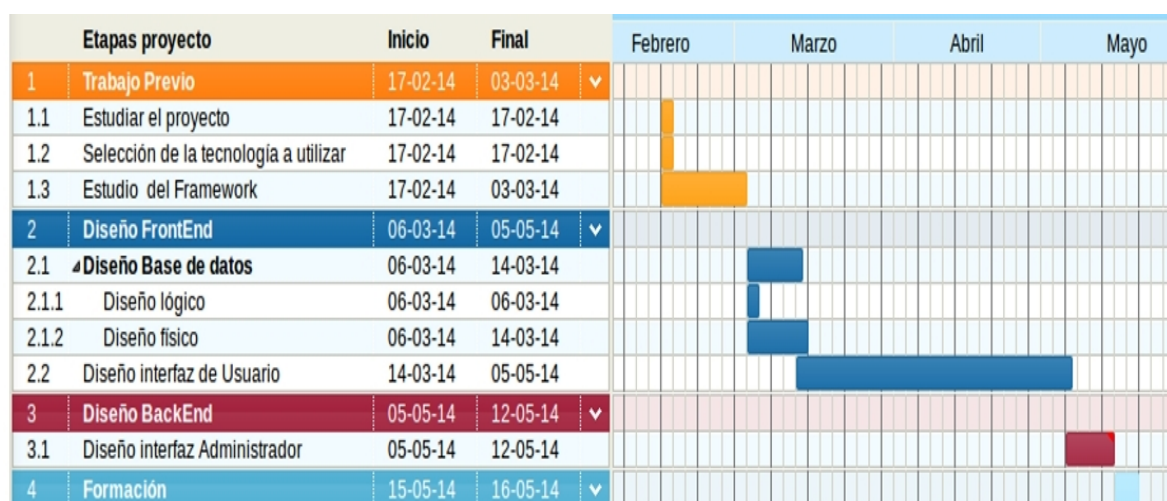 Etapas proyecto Inicio Final Febrero Marzo Abril Mayo
1 Trabajo Previo 17-02-14 03-03-14
1.1 Estudiar el proyecto 17-02-14 17-02-14
1.2 Selección de la tecnología a utilizar 17-02-14 17-02-14
1.3 Estudio del Framework 17-02-14 03-03-14
2 Diseño FrontEnd 06-03-14 05-05-14
2.1 Diseño Base de datos 06-03-14 14-03-14
2.1.1 Diseño lógico 06-03-14 06-03-14
2.1.2 Diseño físico 06-03-14 14-03-14
2.2 Diseño interfaz de Usuario 14-03-14 05-05-14
3 Diseño BackEnd 05-05-14 12-05-14
3.1 Diseño interfaz Administrador 05-05-14 12-05-14
4 Formación 15-05-14 16-05-14